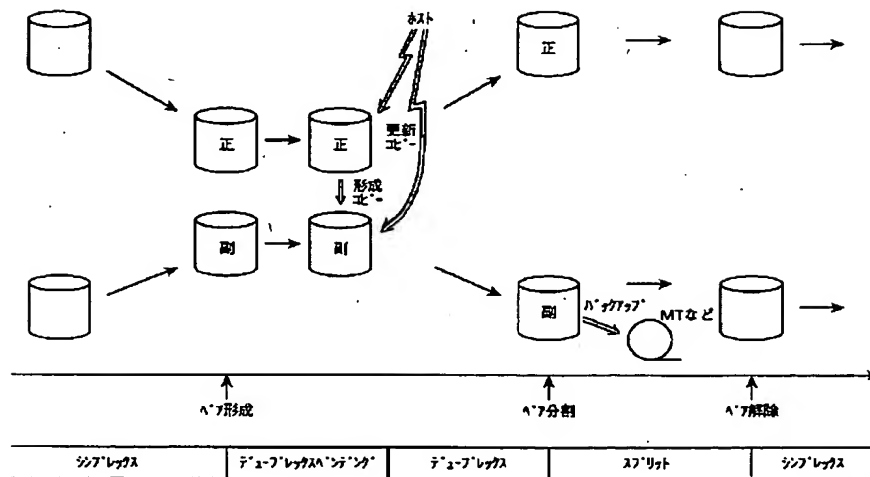 ホスト
正
正
正
更新
コピー
形成
コピー
副
副
副
バックアップ
MTなど
ペア形成
ペア分割
ペア解除
シンプレックス
デュープレックスペンデング
デュープレックス
スプリット
シンプレックス